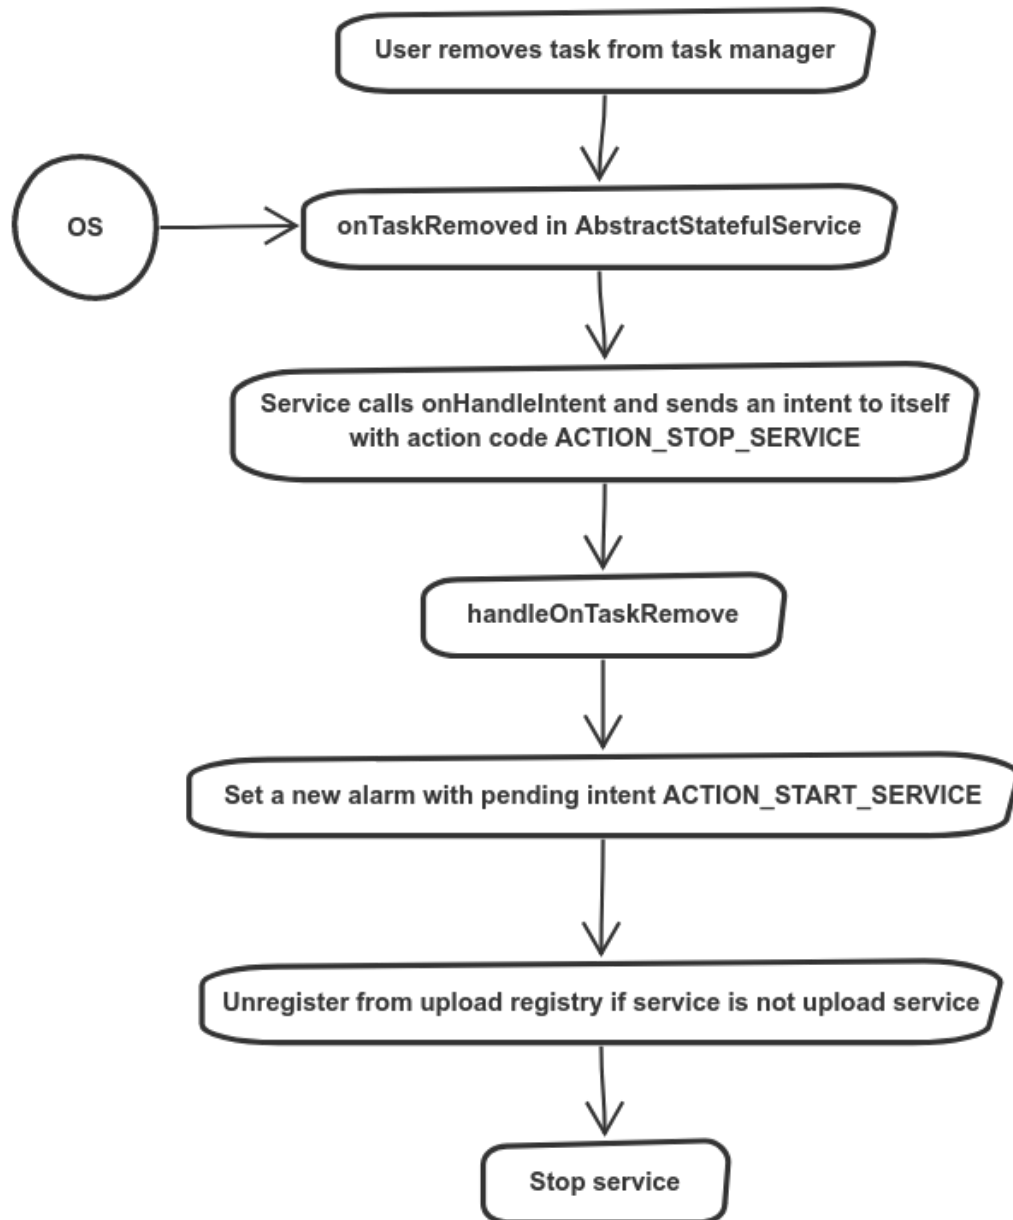 User removes task from task manager
OS
onTaskRemoved in AbstractStatefulService
Service calls onHandleIntent and sends an intent to itself
with action code ACTION_STOP_SERVICE
handleOnTaskRemove
Set a new alarm with pending intent ACTION_START_SERVICE
Unregister from upload registry if service is not upload service
Stop service